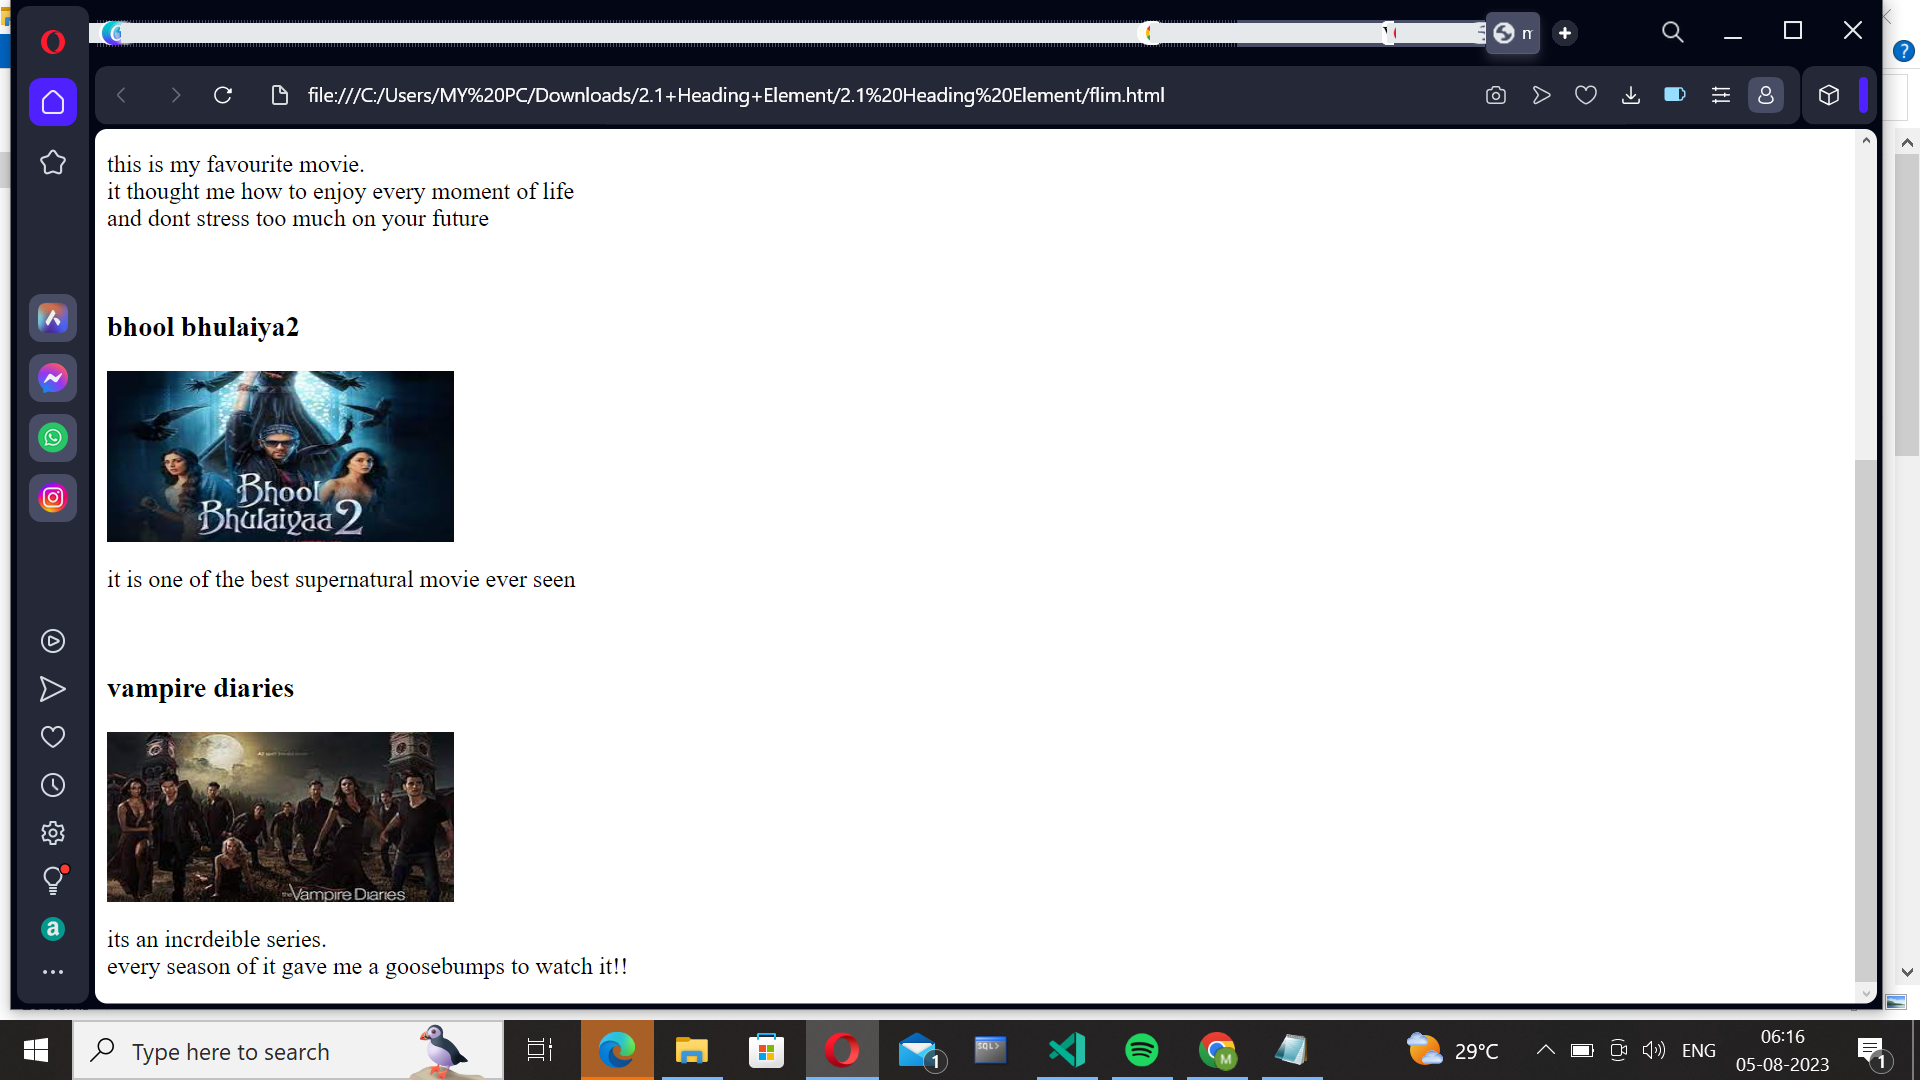 m
file:///C:/Users/MY%20PC/Downloads/2.1+Heading+Element/2.1%20Heading%20Element/flim.html
?
this is my favourite movie.
it thought me how to enjoy every moment of life
and dont stress too much on your future
bhool bhulaiya2
Bhool
Bhulaiyaa 2
it is one of the best supernatural movie ever seen
vampire diaries
the Vampire Diaries
its an incrdeible series.
every season of it gave me a goosebumps to watch it!!
Type here to search
1
SQL>
M
29°C
ENG
06:16
05-08-2023
1